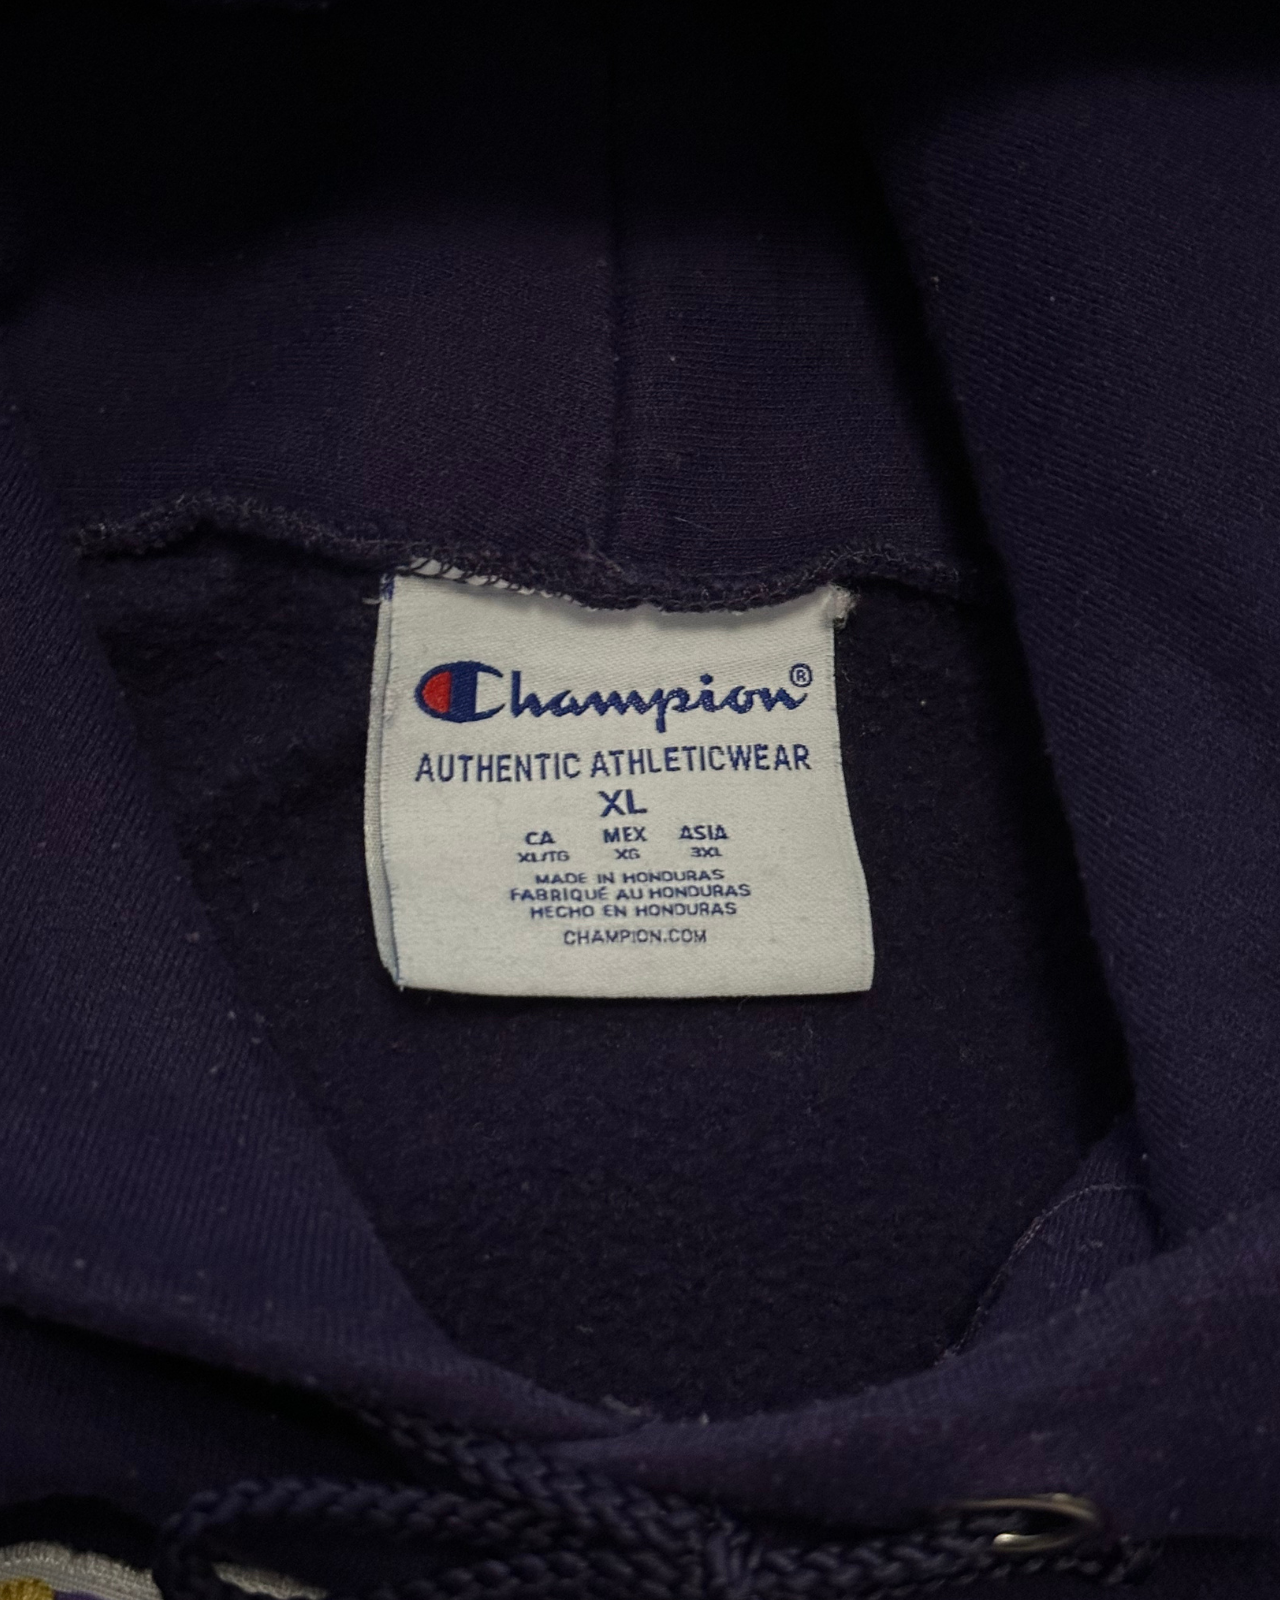 Champion®
AUTHENTIC ATHLETICWEAR
XL
CA MEX ASIA
XL/TG XG 3XL
MADE IN HONDURAS
FABRIQUÉ AU HONDURAS
HECHO EN HONDURAS
CHAMPION.COM